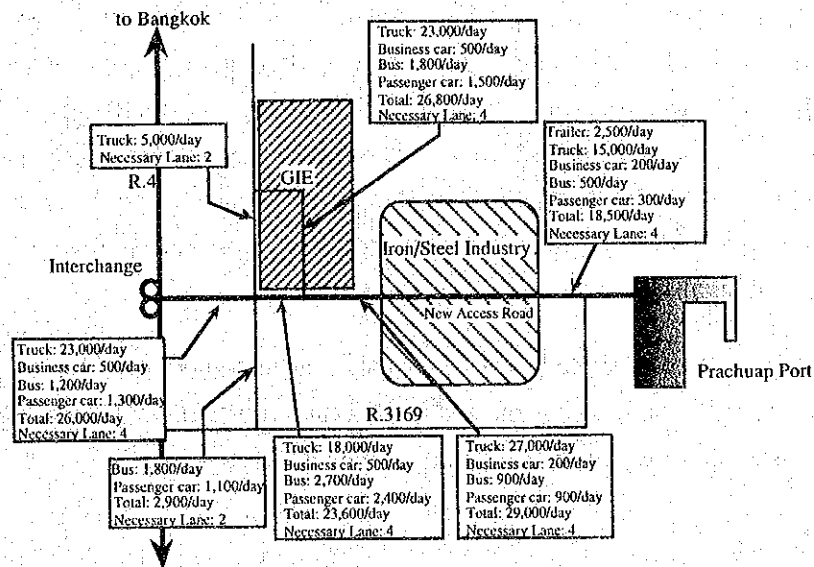 to Bangkok
Truck: 23,000/day
Business car: 500/day
Bus: 1,800/day
Passenger car: 1,500/day
Total: 26,800/day
Necessary Lane: 4
Truck: 5,000/day
Necessary Lane: 2
R.4
GIE
Trailer: 2,500/day
Truck: 15,000/day
Business car: 200/day
Bus: 500/day
Passenger car: 300/day
Total: 18,500/day
Necessary Lane: 4
Iron/Steel Industry
Interchange
New Access Road
Prachuap Port
Truck: 23,000/day
Business car: 500/day
Bus: 1,200/day
Passenger car: 1,300/day
Total: 26,000/day
Necessary Lane: 4
R.3169
Bus: 1,800/day
Passenger car: 1,100/day
Total: 2,900/day
Necessary Lane: 2
Truck: 18,000/day
Business car: 500/day
Bus: 2,700/day
Passenger car: 2,400/day
Total: 23,600/day
Necessary Lane: 4
Truck: 27,000/day
Business car: 200/day
Bus: 900/day
Passenger car: 900/day
Total: 29,000/day
Necessary Lane: 4